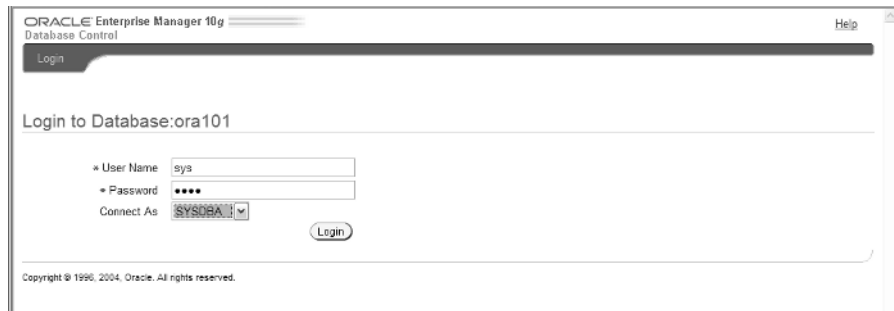 ORACLE Enterprise Manager 10g
Database Control
Help
Login
Login to Database:ora101
* User Name sys
* Password ••••
Connect As SYSDBA
Login
Copyright © 1996, 2004, Oracle. All rights reserved.